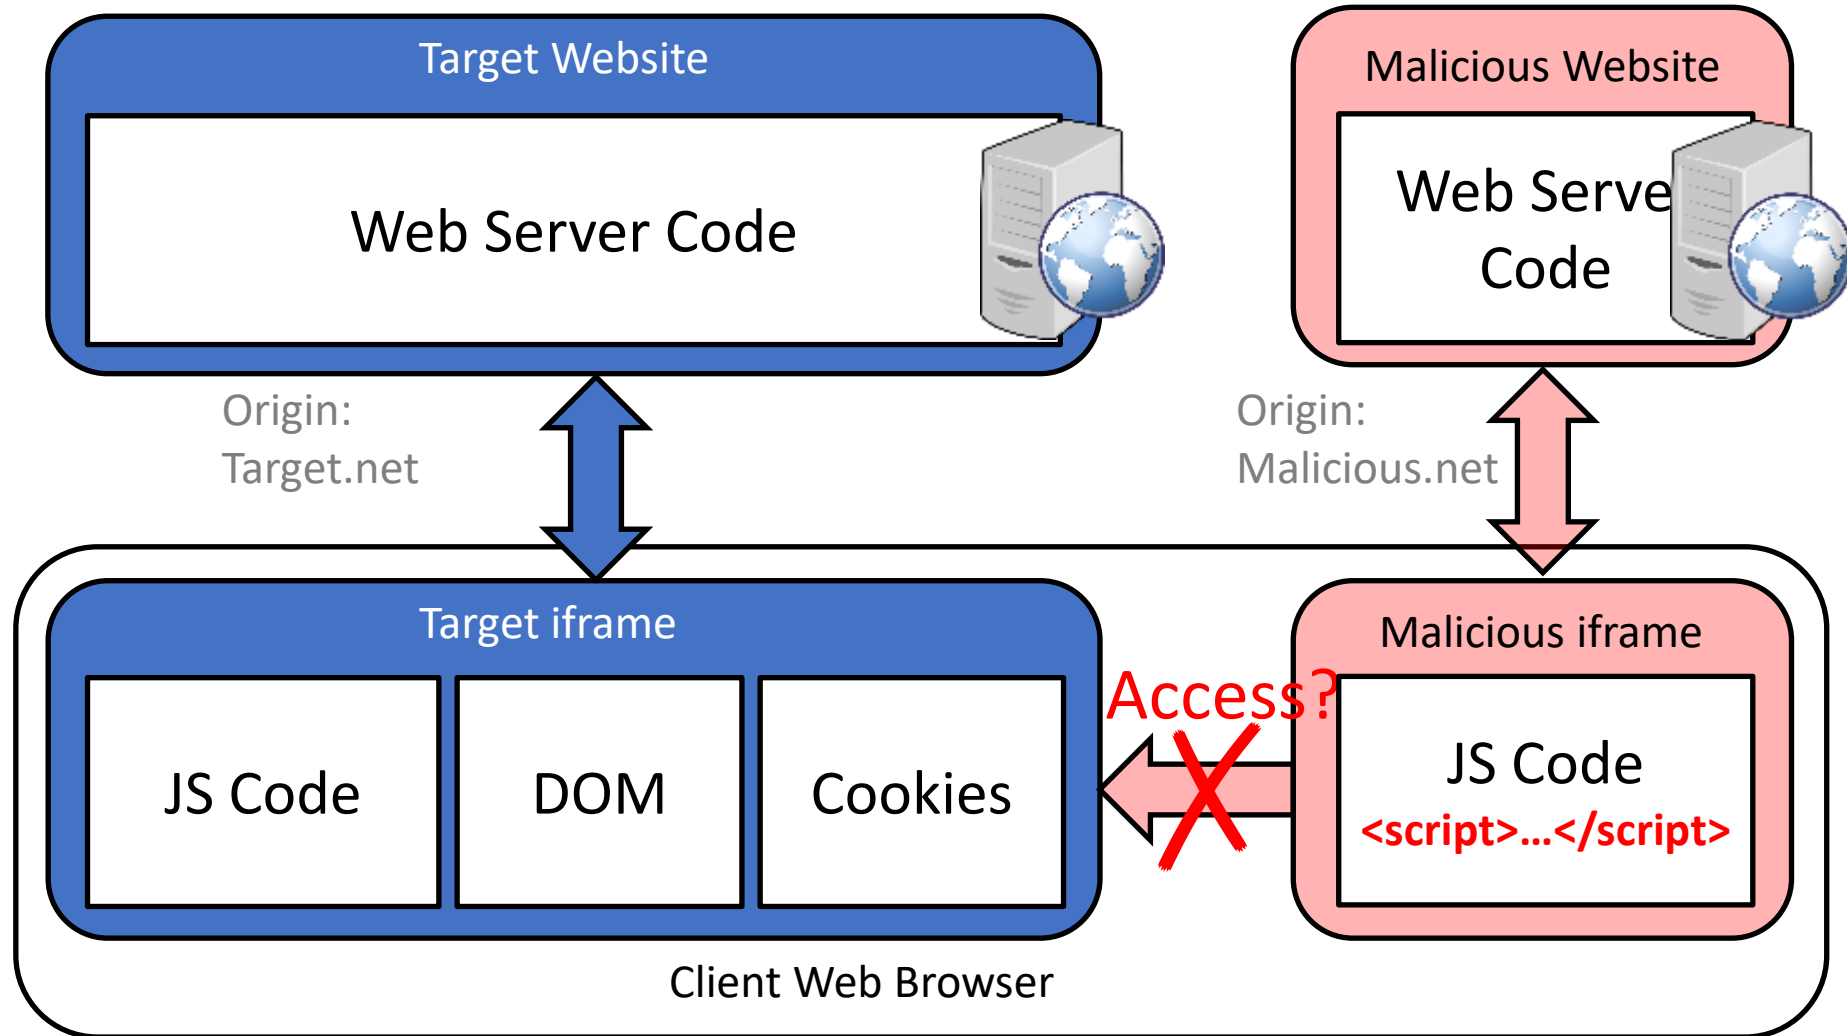 Target Website
Web Server Code
Malicious Website
Web Serve
Code
Origin:
Target.net
Origin:
Malicious.net
Target iframe
JS Code
DOM
Cookies
Access?
Malicious iframe
JS Code
<script>...</script>
Client Web Browser